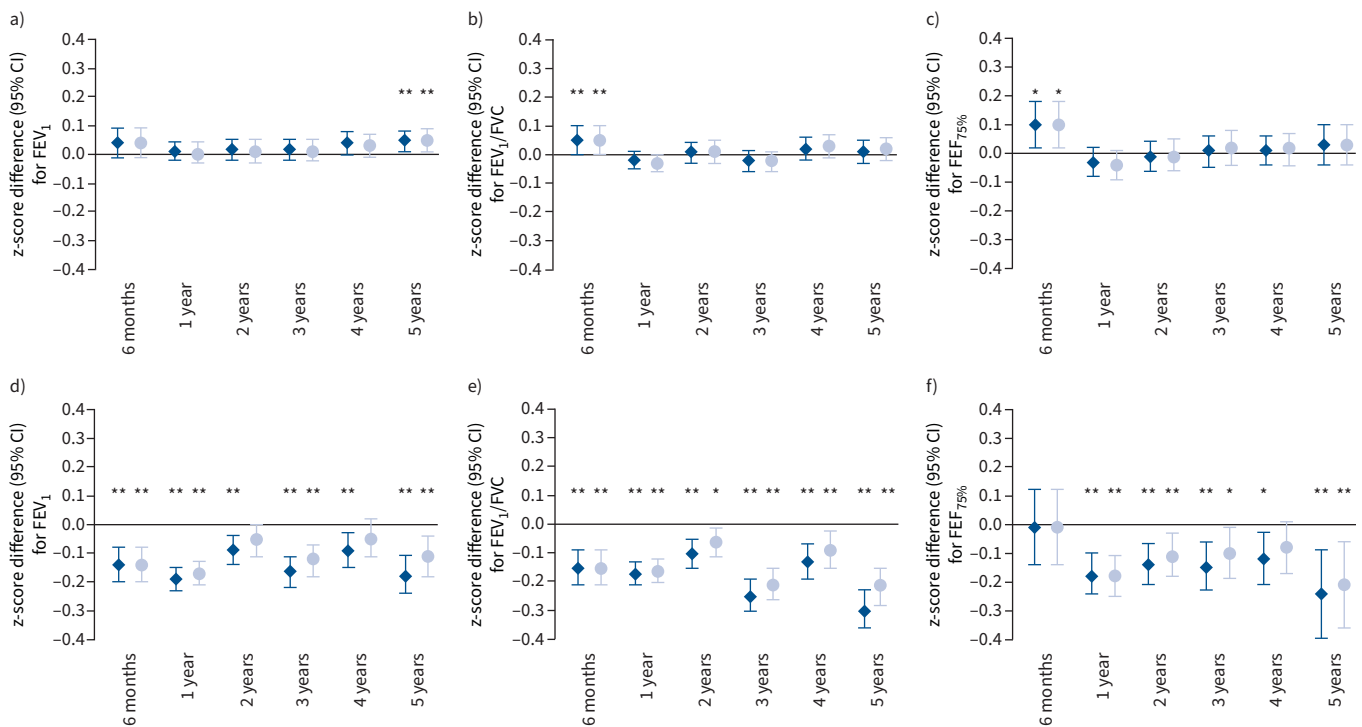 a)
z-score difference (95% CI)
for FEV1
0.4
0.3
0.2
0.1
0.0
–0.1
–0.2
–0.3
–0.4
** **
6 months
1 year
2 years
3 years
4 years
5 years
b)
z-score difference (95% CI)
for FEV1/FVC
0.4
0.3
0.2
0.1
0.0
–0.1
–0.2
–0.3
–0.4
** **
6 months
1 year
2 years
3 years
4 years
5 years
c)
z-score difference (95% CI)
for FEF75%
0.4
0.3
0.2
0.1
0.0
–0.1
–0.2
–0.3
–0.4
* *
6 months
1 year
2 years
3 years
4 years
5 years
d)
z-score difference (95% CI)
for FEV1
0.4
0.3
0.2
0.1
0.0
–0.1
–0.2
–0.3
–0.4
** ** ** ** ** ** ** ** ** **
6 months
1 year
2 years
3 years
4 years
5 years
e)
z-score difference (95% CI)
for FEV1/FVC
0.4
0.3
0.2
0.1
0.0
–0.1
–0.2
–0.3
–0.4
** ** ** ** ** * ** ** ** ** ** **
6 months
1 year
2 years
3 years
4 years
5 years
f)
z-score difference (95% CI)
for FEF75%
0.4
0.3
0.2
0.1
0.0
–0.1
–0.2
–0.3
–0.4
** ** ** ** ** * * ** **
6 months
1 year
2 years
3 years
4 years
5 years